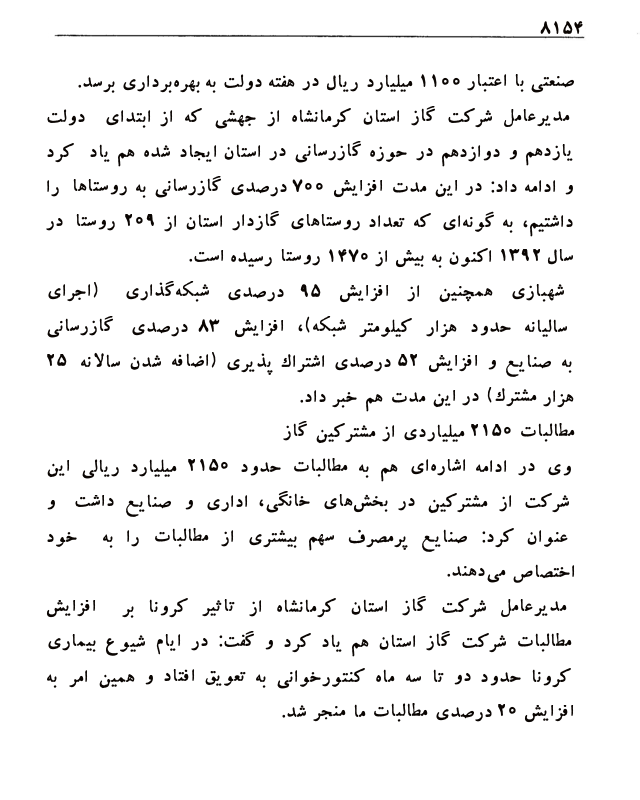 ۸۱۵۴
صنعتی با اعتبار ۱۱۰۰ میلیارد ریال در هفته دولت به بهره‌برداری برسد.
مدیرعامل شرکت گاز استان کرمانشاه از جهشی که از ابتدای دولت
یازدهم و دوازدهم در حوزه گازرسانی در استان ایجاد شده هم یاد کرد
و ادامه داد: در این مدت افزایش ۷۰۰ درصدی گازرسانی به روستاها را
داشتیم، به گونه‌ای که تعداد روستاهای گازدار استان از ۲۰۹ روستا در
سال ۱۳۹۲ اکنون به بیش از ۱۴۷۰ روستا رسیده است.
شهبازی همچنین از افزایش ۹۵ درصدی شبکه‌گذاری (اجرای
سالیانه حدود هزار کیلومتر شبکه)، افزایش ۸۳ درصدی گازرسانی
به صنایع و افزایش ۵۲ درصدی اشتراك پذیری (اضافه شدن سالانه ۲۵
هزار مشترك) در این مدت هم خبر داد.
مطالبات ۲۱۵۰ میلیاردی از مشترکین گاز
وی در ادامه اشاره‌ای هم به مطالبات حدود ۲۱۵۰ میلیارد ریالی این
شرکت از مشترکین در بخش‌های خانگی، اداری و صنایع داشت و
عنوان کرد: صنایع پرمصرف سهم بیشتری از مطالبات را به خود
اختصاص می‌دهند.
مدیرعامل شرکت گاز استان کرمانشاه از تاثیر کرونا بر افزایش
مطالبات شرکت گاز استان هم یاد کرد و گفت: در ایام شیوع بیماری
کرونا حدود دو تا سه ماه کنتورخوانی به تعویق افتاد و همین امر به
افزایش ۲۰ درصدی مطالبات ما منجر شد.